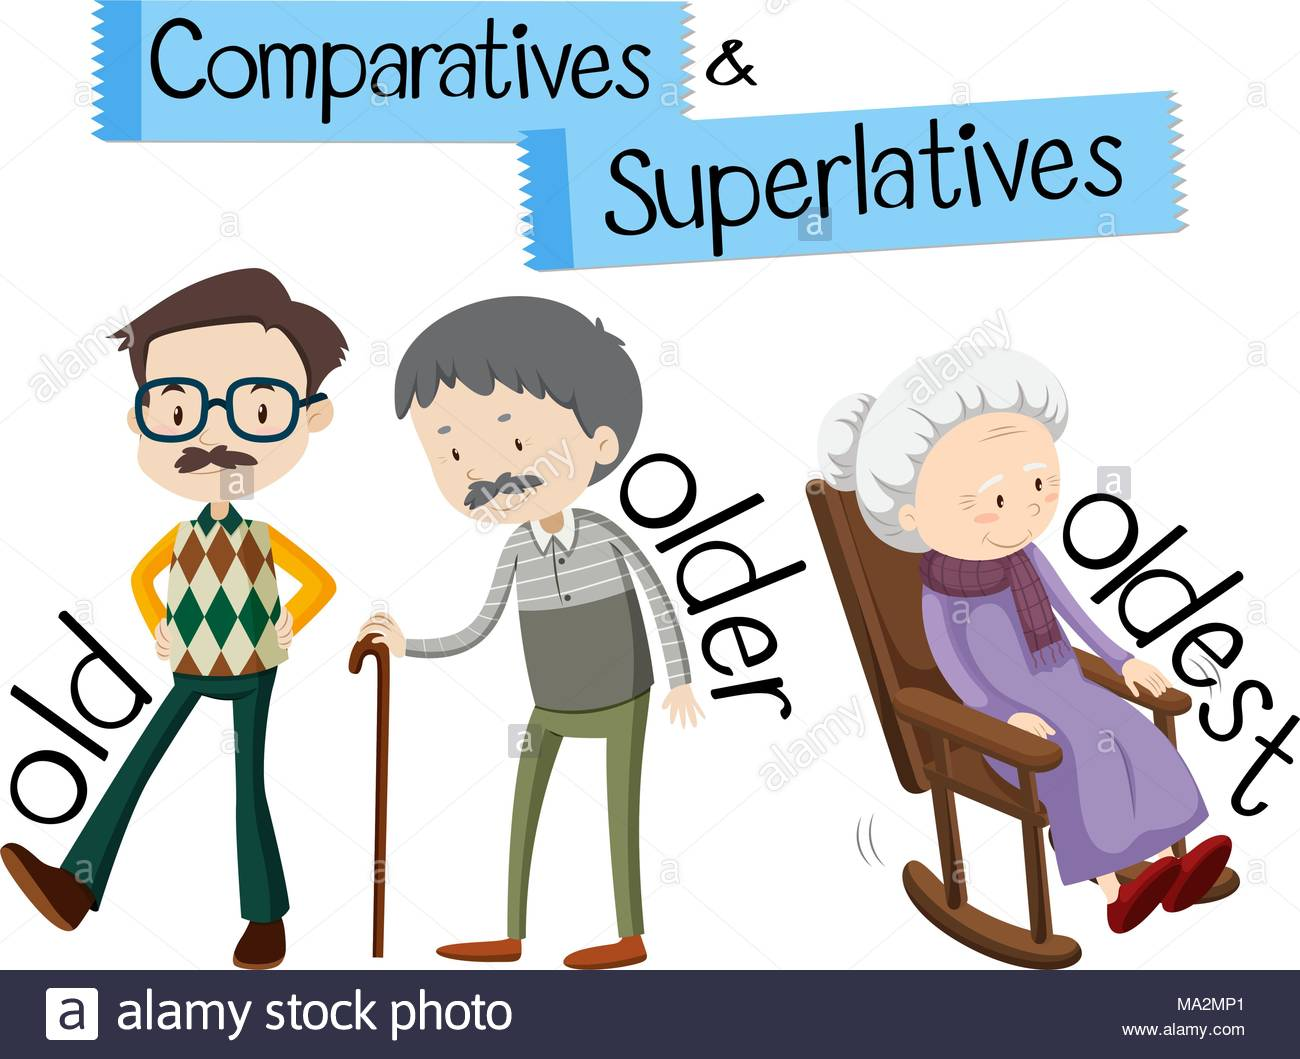 Comparatives &
Superlatives
old
older
oldest
alamy stock photo
MA2MP1
www.alamy.com